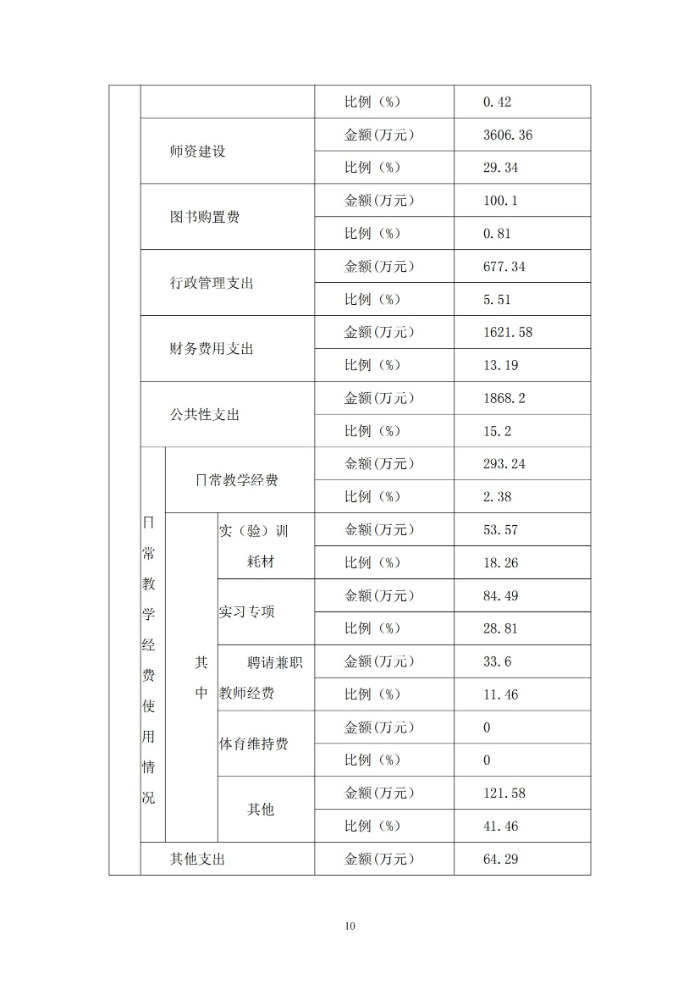 比例（%） 0.42
师资建设 金额(万元) 3606.36
比例（%） 29.34
图书购置费 金额(万元) 100.1
比例（%） 0.81
行政管理支出 金额(万元) 677.34
比例（%） 5.51
财务费用支出 金额(万元) 1621.58
比例（%） 13.19
公共性支出 金额(万元) 1868.2
比例（%） 15.2
日常教学经费使用情况
日常教学经费 金额(万元) 293.24
比例（%） 2.38
其中
实（验）训 金额(万元) 53.57
耗材 比例（%） 18.26
实习专项 金额(万元) 84.49
比例（%） 28.81
聘请兼职 金额(万元) 33.6
教师经费 比例（%） 11.46
体育维持费 金额(万元) 0
比例（%） 0
其他 金额(万元) 121.58
比例（%） 41.46
其他支出 金额(万元) 64.29
10